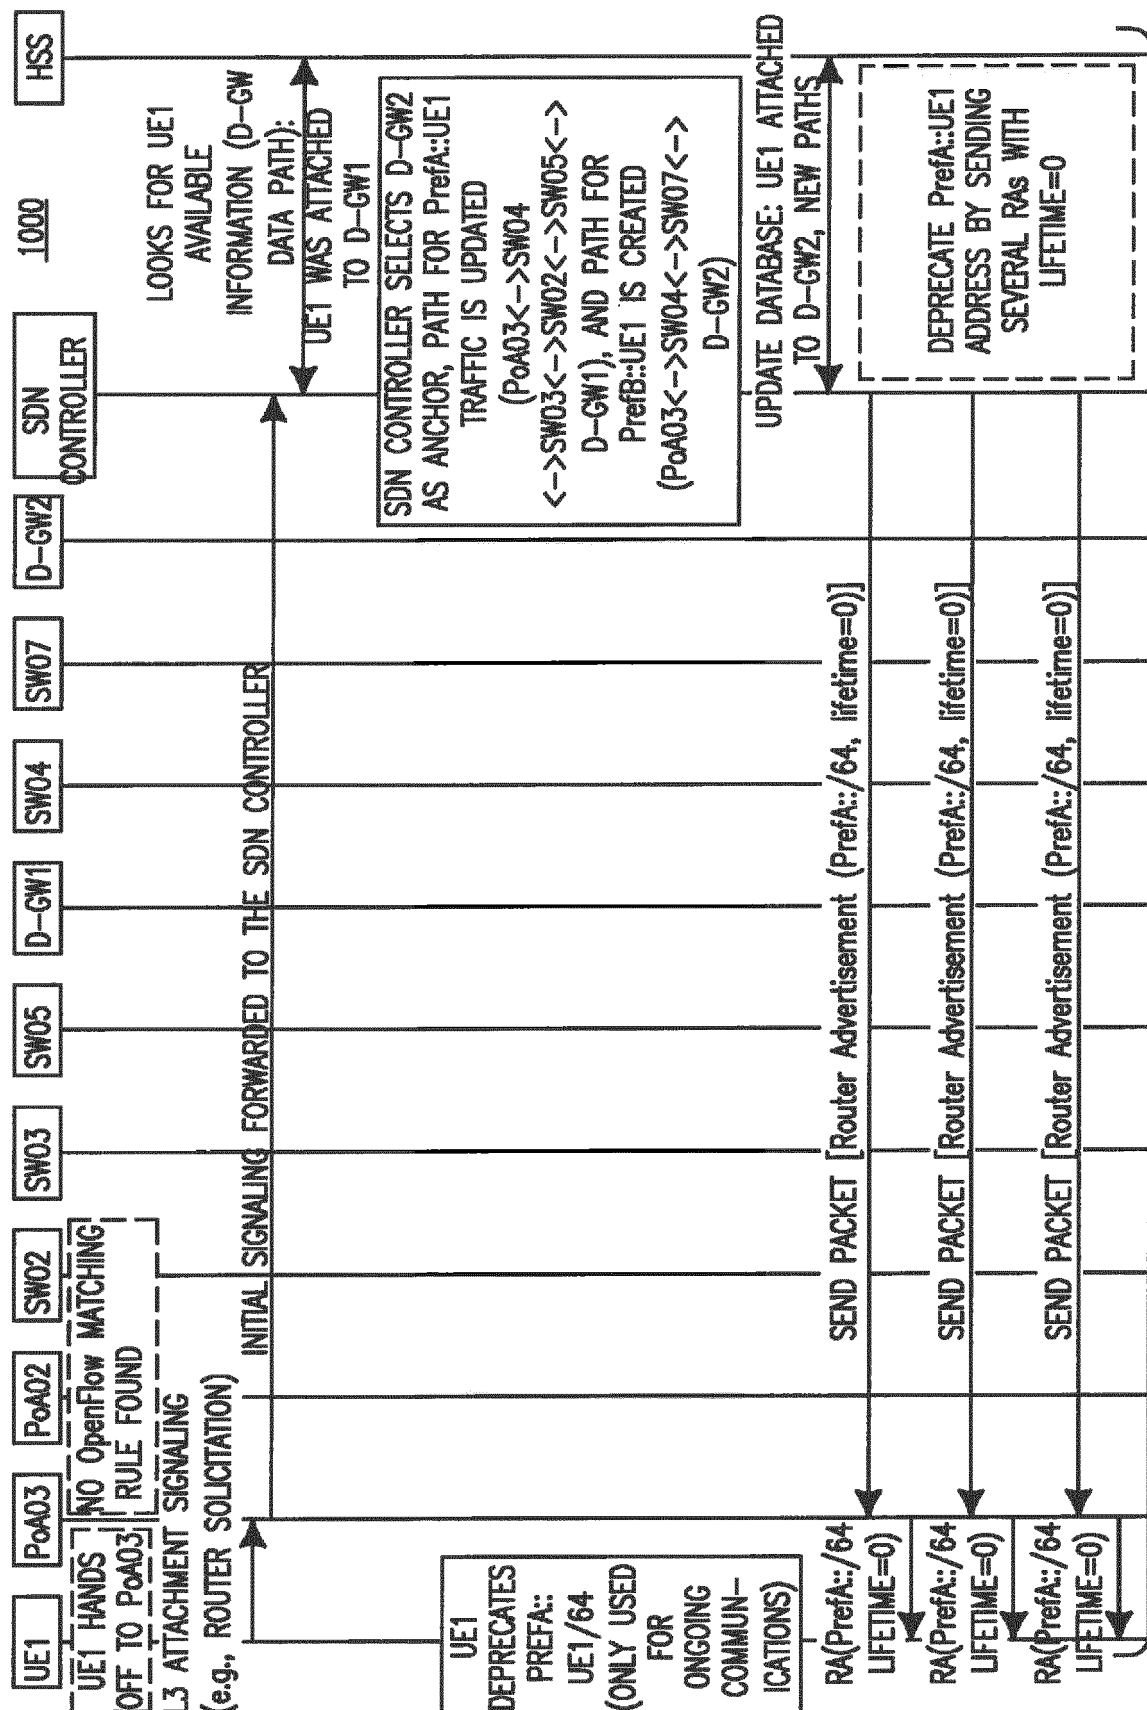 1000
UE1
PoA03
PoA02
SW02
SW03
SW05
D-GW1
SW04
SW07
D-GW2
SDN
CONTROLLER
HSS
UE1 HANDS
OFF TO PoA03
NO OpenFlow MATCHING
RULE FOUND
L3 ATTACHMENT SIGNALING
(e.g., ROUTER SOLICITATION)
INITIAL SIGNALING FORWARDED TO THE SDN CONTROLLER
LOOKS FOR UE1
AVAILABLE
INFORMATION (D-GW
DATA PATH):
UE1 WAS ATTACHED
TO D-GW1
SDN CONTROLLER SELECTS D-GW2
AS ANCHOR, PATH FOR PrefA::UE1
TRAFFIC IS UPDATED
(PoA03<->SW04
<->SW03<->SW02<->SW05<->
D-GW1), AND PATH FOR
PrefB::UE1 IS CREATED
(PoA03<->SW04<->SW07<->
D-GW2)
UPDATE DATABASE: UE1 ATTACHED
TO D-GW2, NEW PATHS
UE1
DEPRECATES
PREFA::
UE1/64
(ONLY USED
FOR
ONGOING
COMMUN-
ICATIONS)
DEPRECATE PrefA::UE1
ADDRESS BY SENDING
SEVERAL RAs WITH
LIFETIME=0
SEND PACKET [Router Advertisement (PrefA::/64, lifetime=0)]
RA(PrefA::/64
LIFETIME=0)
SEND PACKET [Router Advertisement (PrefA::/64, lifetime=0)]
RA(PrefA::/64
LIFETIME=0)
SEND PACKET [Router Advertisement (PrefA::/64, lifetime=0)]
RA(PrefA::/64
LIFETIME=0)